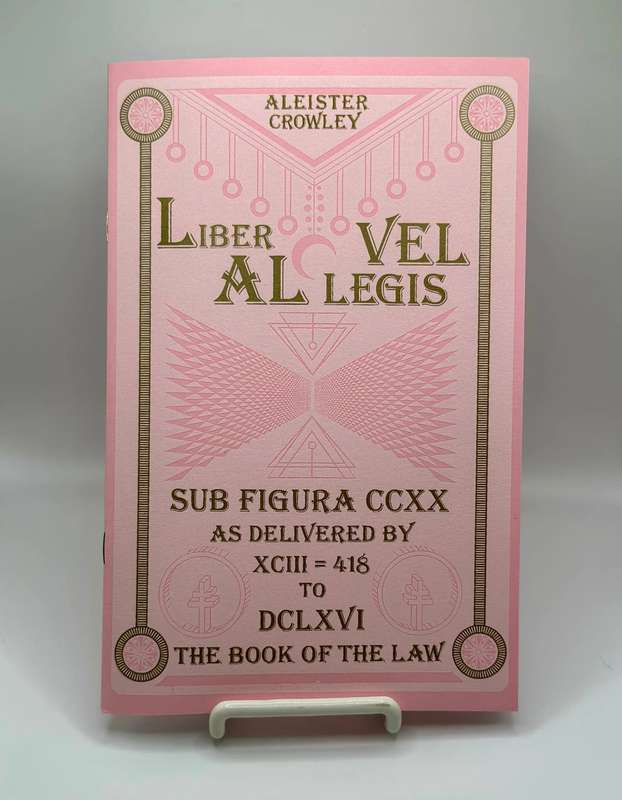 ALEISTER
CROWLEY
LIBER VEL
AL LEGIS
SUB FIGURA CCXX
AS DELIVERED BY
XCIII = 418
TO
DCLXVI
THE BOOK OF THE LAW